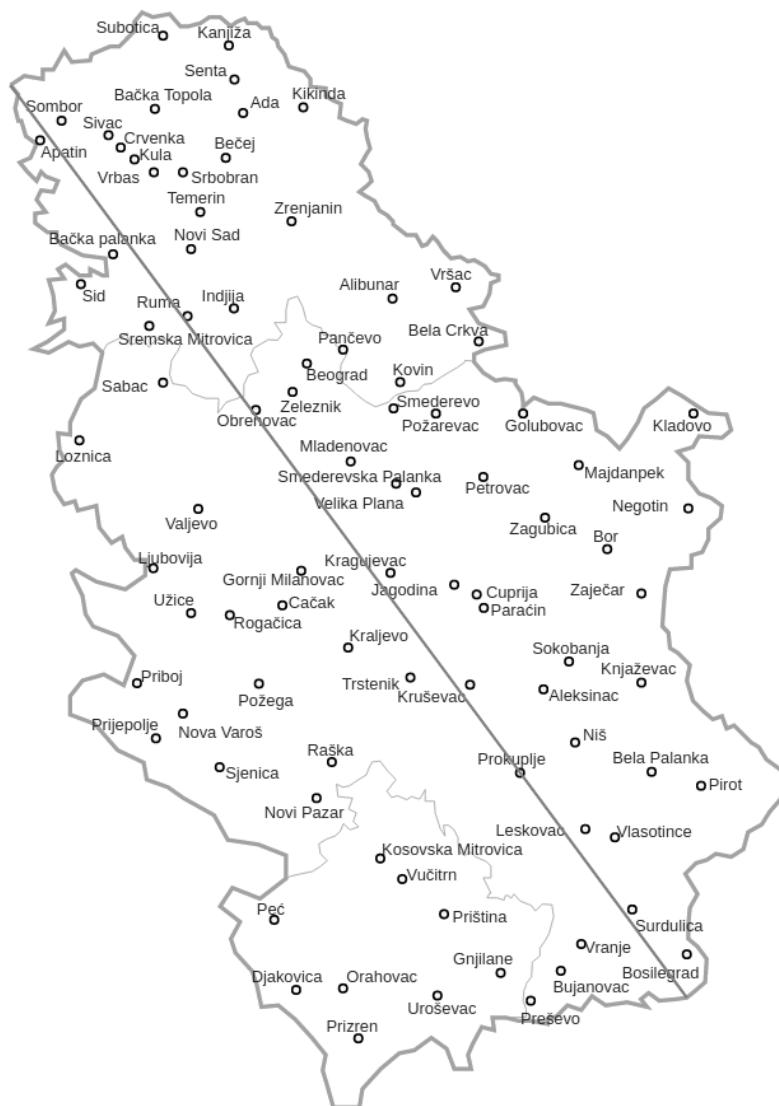 Subotica
Kanjiža
Senta
Bačka Topola
Ada
Kikinda
Sombor
Sivac
Crvenka
Apatin
Kula
Bečej
Vrbas
Srbobran
Temerin
Zrenjanin
Bačka palanka
Novi Sad
Sid
Ruma
Indjija
Alibunar
Vršac
Sremska Mitrovica
Pančevo
Bela Crkva
Beograd
Kovin
Sabac
Zeleznik
Smederevo
Obrenovac
Požarevac
Golubovac
Kladovo
Loznica
Mladenovac
Smederevska Palanka
Petrovac
Majdanpek
Velika Plana
Negotin
Valjevo
Zagubica
Bor
Ljubovija
Kragujevac
Gornji Milanovac
Jagodina
Cuprija
Zaječar
Užice
Cačak
Paraćin
Rogačica
Kraljevo
Sokobanja
Priboj
Trstenik
Knjaževac
Požega
Kruševac
Aleksinac
Prijepolje
Nova Varoš
Niš
Raška
Prokuplje
Bela Palanka
Sjenica
Pirot
Novi Pazar
Leskovac
Vlasotince
Kosovska Mitrovica
Vučitrn
Peć
Priština
Surdulica
Vranje
Gnjilane
Bosilegrad
Djakovica
Orahovac
Bujanovac
Uroševac
Preševo
Prizren